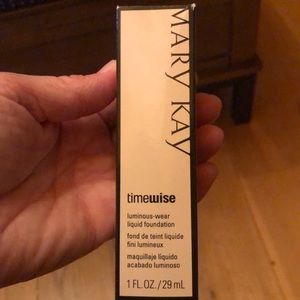 MARY KAY
timewise
luminous-wear
liquid foundation
fond de teint liquide
fini lumineux
maquillaje líquido
acabado luminoso
1 FL. OZ. / 29 mL